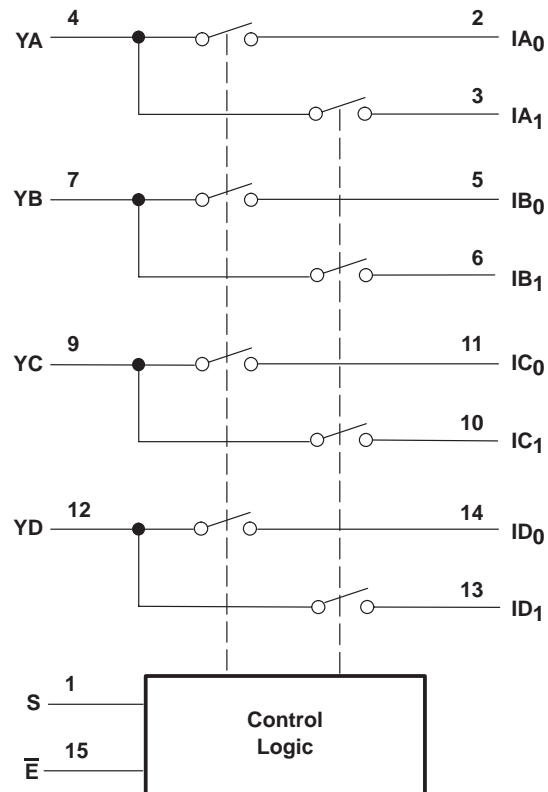 YA 4 2 IA0
3 IA1
YB 7 5 IB0
6 IB1
YC 9 11 IC0
10 IC1
YD 12 14 ID0
13 ID1
S 1
Control
Logic
E̅ 15